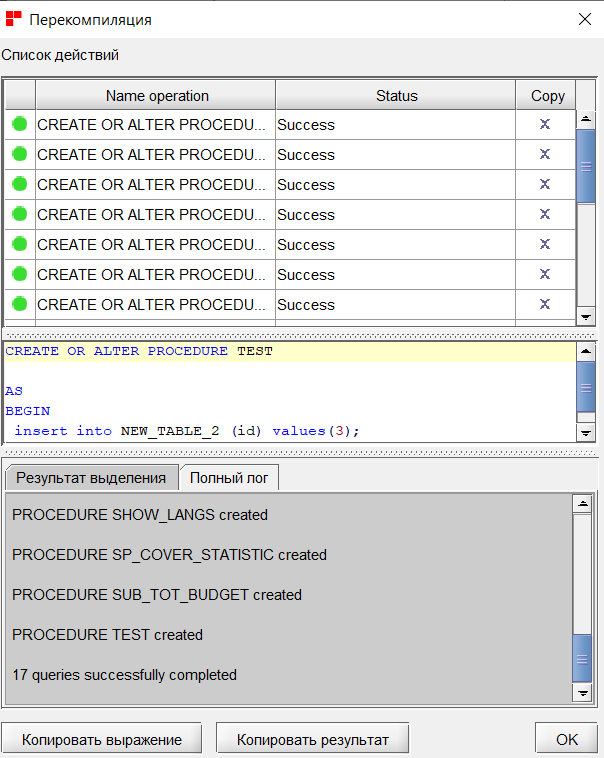 Перекомпиляция
Список действий
Name operation Status Copy
CREATE OR ALTER PROCEDU... Success X
CREATE OR ALTER PROCEDU... Success X
CREATE OR ALTER PROCEDU... Success X
CREATE OR ALTER PROCEDU... Success X
CREATE OR ALTER PROCEDU... Success X
CREATE OR ALTER PROCEDU... Success X
CREATE OR ALTER PROCEDU... Success X
CREATE OR ALTER PROCEDURE TEST
AS
BEGIN
insert into NEW_TABLE_2 (id) values(3);
Результат выделения Полный лог
PROCEDURE SHOW_LANGS created
PROCEDURE SP_COVER_STATISTIC created
PROCEDURE SUB_TOT_BUDGET created
PROCEDURE TEST created
17 queries successfully completed
Копировать выражение Копировать результат OK